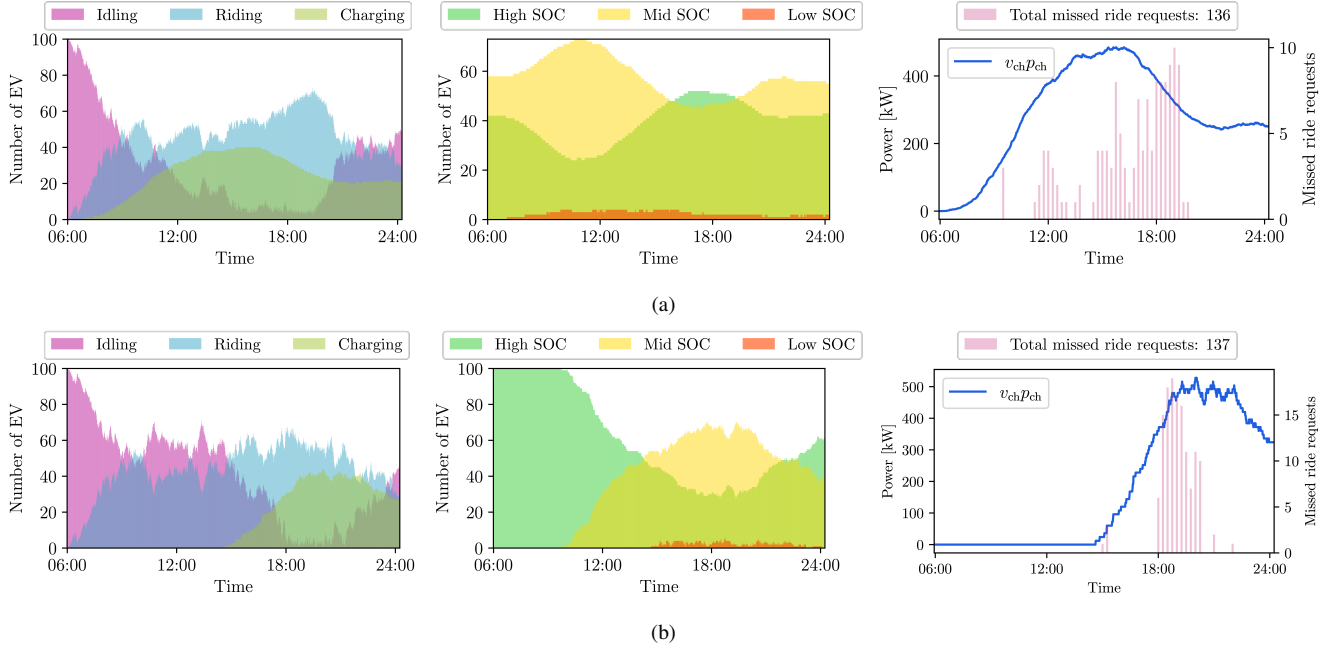 Idling Riding Charging
High SOC Mid SOC Low SOC
Total missed ride requests: 136
Number of EV
100
80
60
40
20
0
06:00 12:00 18:00 24:00
Time
Number of EV
60
40
20
0
06:00 12:00 18:00 24:00
Time
Power [kW]
400
200
0
v_ch p_ch
10
5
0
Missed ride requests
06:00 12:00 18:00 24:00
Time
(a)
Idling Riding Charging
High SOC Mid SOC Low SOC
Total missed ride requests: 137
Number of EV
100
80
60
40
20
0
06:00 12:00 18:00 24:00
Time
Number of EV
100
80
60
40
20
0
06:00 12:00 18:00 24:00
Time
Power [kW]
500
400
300
200
100
0
v_ch p_ch
15
10
5
0
Missed ride requests
06:00 12:00 18:00 24:00
Time
(b)